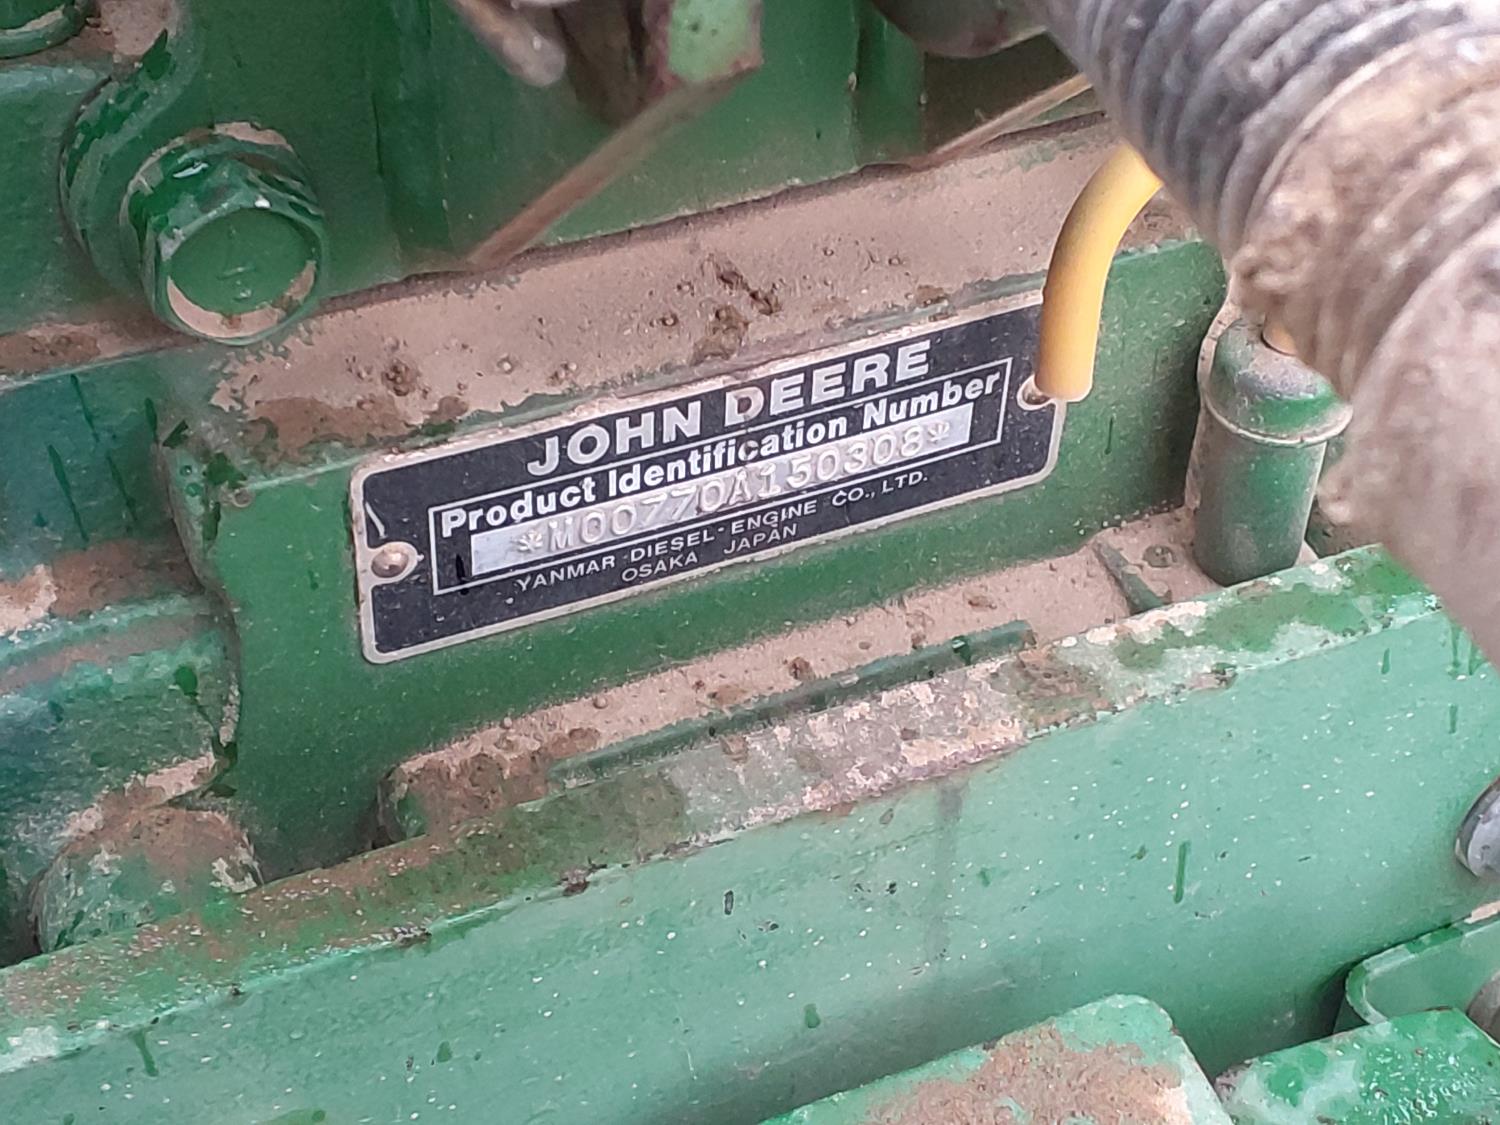 JOHN DEERE
Product Identification Number
*M00770A150308*
YANMAR DIESEL ENGINE CO., LTD.
OSAKA JAPAN